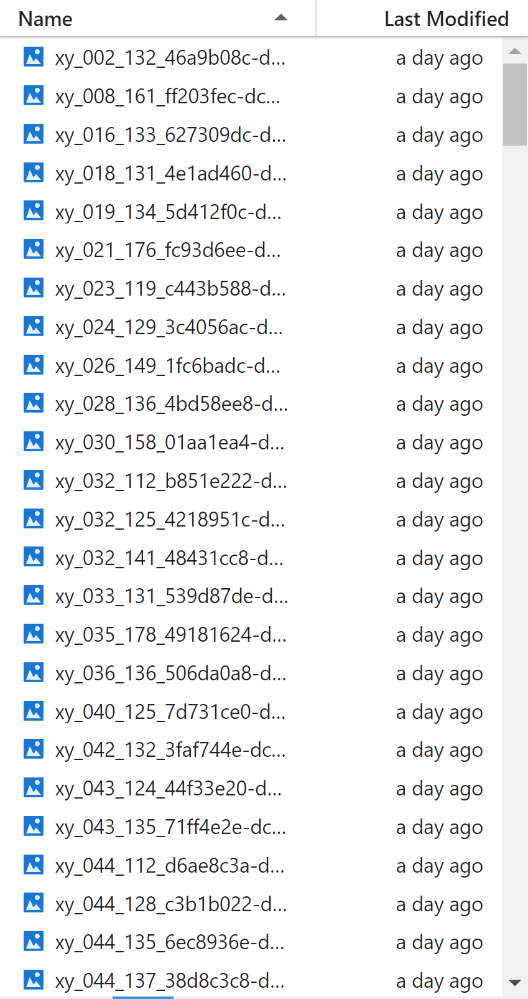 Name Last Modified
xy_002_132_46a9b08c-d... a day ago
xy_008_161_ff203fec-dc... a day ago
xy_016_133_627309dc-d... a day ago
xy_018_131_4e1ad460-d... a day ago
xy_019_134_5d412f0c-d... a day ago
xy_021_176_fc93d6ee-d... a day ago
xy_023_119_c443b588-d... a day ago
xy_024_129_3c4056ac-d... a day ago
xy_026_149_1fc6badc-d... a day ago
xy_028_136_4bd58ee8-d... a day ago
xy_030_158_01aa1ea4-d... a day ago
xy_032_112_b851e222-d... a day ago
xy_032_125_4218951c-d... a day ago
xy_032_141_48431cc8-d... a day ago
xy_033_131_539d87de-d... a day ago
xy_035_178_49181624-d... a day ago
xy_036_136_506da0a8-d... a day ago
xy_040_125_7d731ce0-d... a day ago
xy_042_132_3faf744e-dc... a day ago
xy_043_124_44f33e20-d... a day ago
xy_043_135_71ff4e2e-dc... a day ago
xy_044_112_d6ae8c3a-d... a day ago
xy_044_128_c3b1b022-d... a day ago
xy_044_135_6ec8936e-d... a day ago
xy_044_137_38d8c3c8-d... a day ago